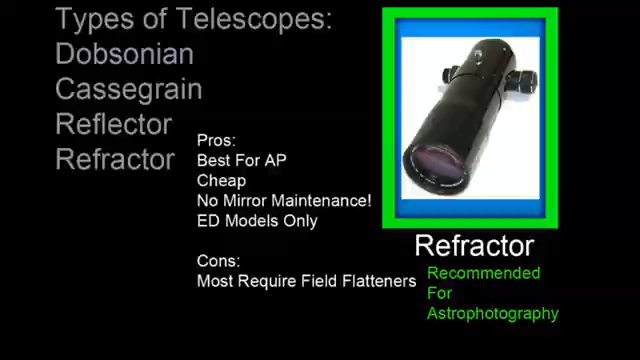 Types of Telescopes:
Dobsonian
Cassegrain
Reflector
Refractor
Pros:
Best For AP
Cheap
No Mirror Maintenance!
ED Models Only
Cons:
Most Require Field Flatteners
Refractor
Recommended
For
Astrophotography